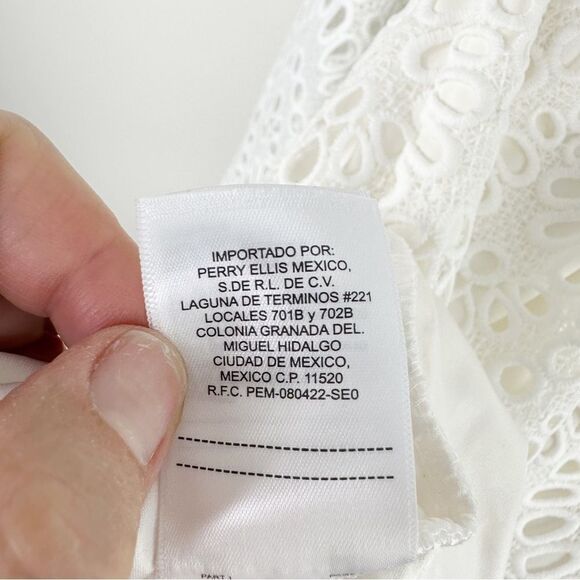 IMPORTADO POR:
PERRY ELLIS MEXICO,
S.DE R.L. DE C.V.
LAGUNA DE TERMINOS #221
LOCALES 701B y 702B
COLONIA GRANADA DEL.
MIGUEL HIDALGO
CIUDAD DE MEXICO,
MEXICO C.P. 11520
R.F.C. PEM-080422-SE0